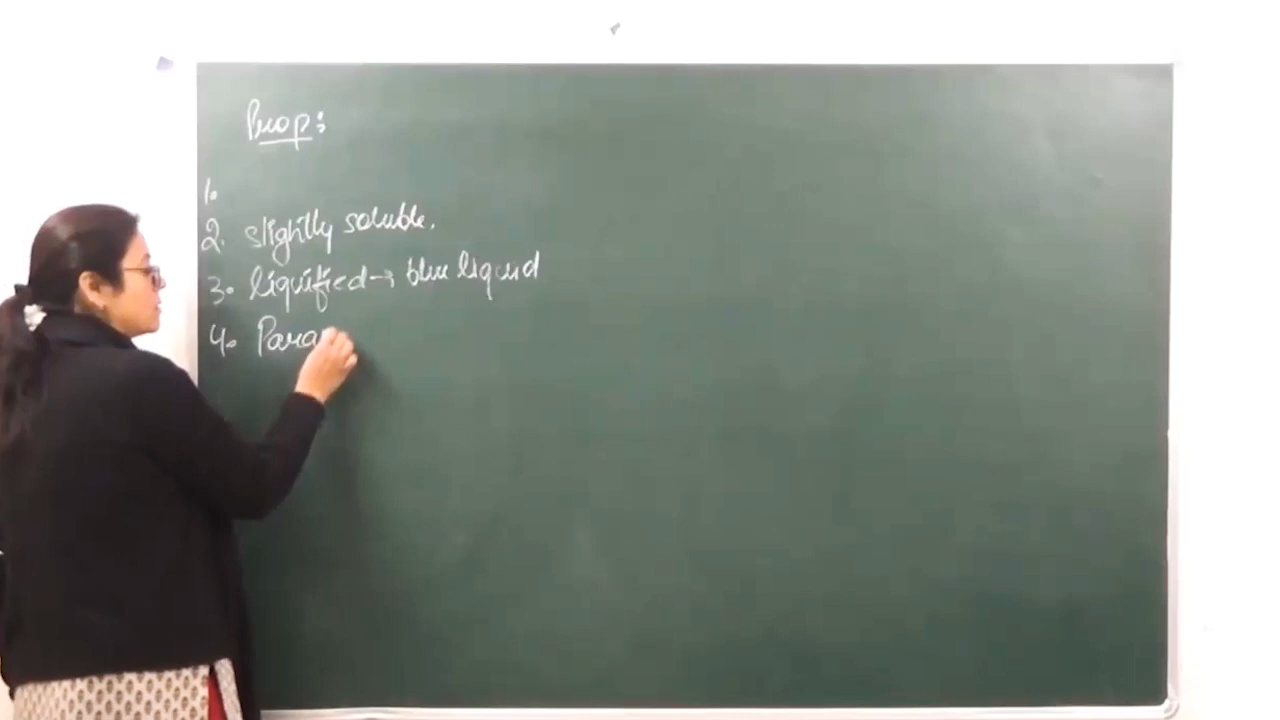 Prop:
1.
2. slightly soluble.
3. liquified → blue liquid
4. Para